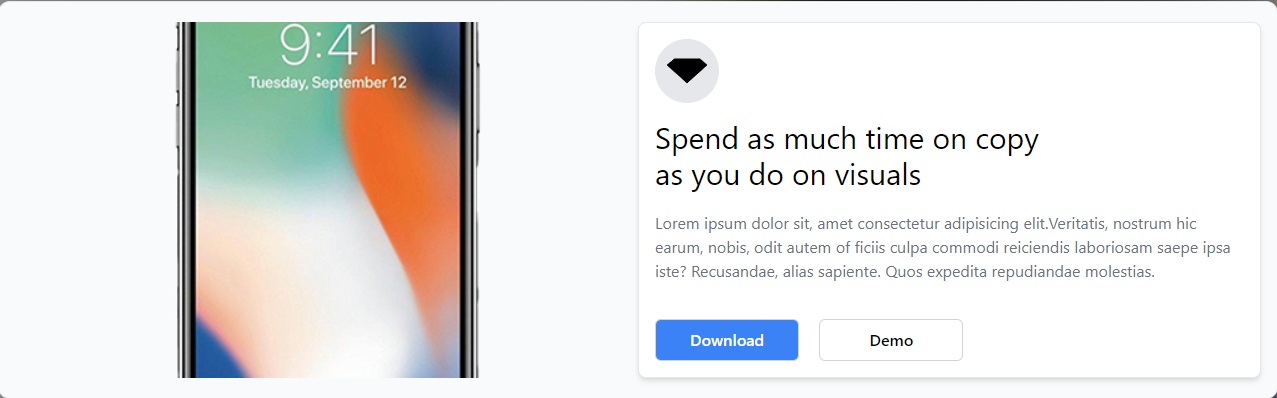 9:41
Tuesday, September 12
Spend as much time on copy
as you do on visuals
Lorem ipsum dolor sit, amet consectetur adipisicing elit.Veritatis, nostrum hic
earum, nobis, odit autem of ficiis culpa commodi reiciendis laboriosam saepe ipsa
iste? Recusandae, alias sapiente. Quos expedita repudiandae molestias.
Download
Demo